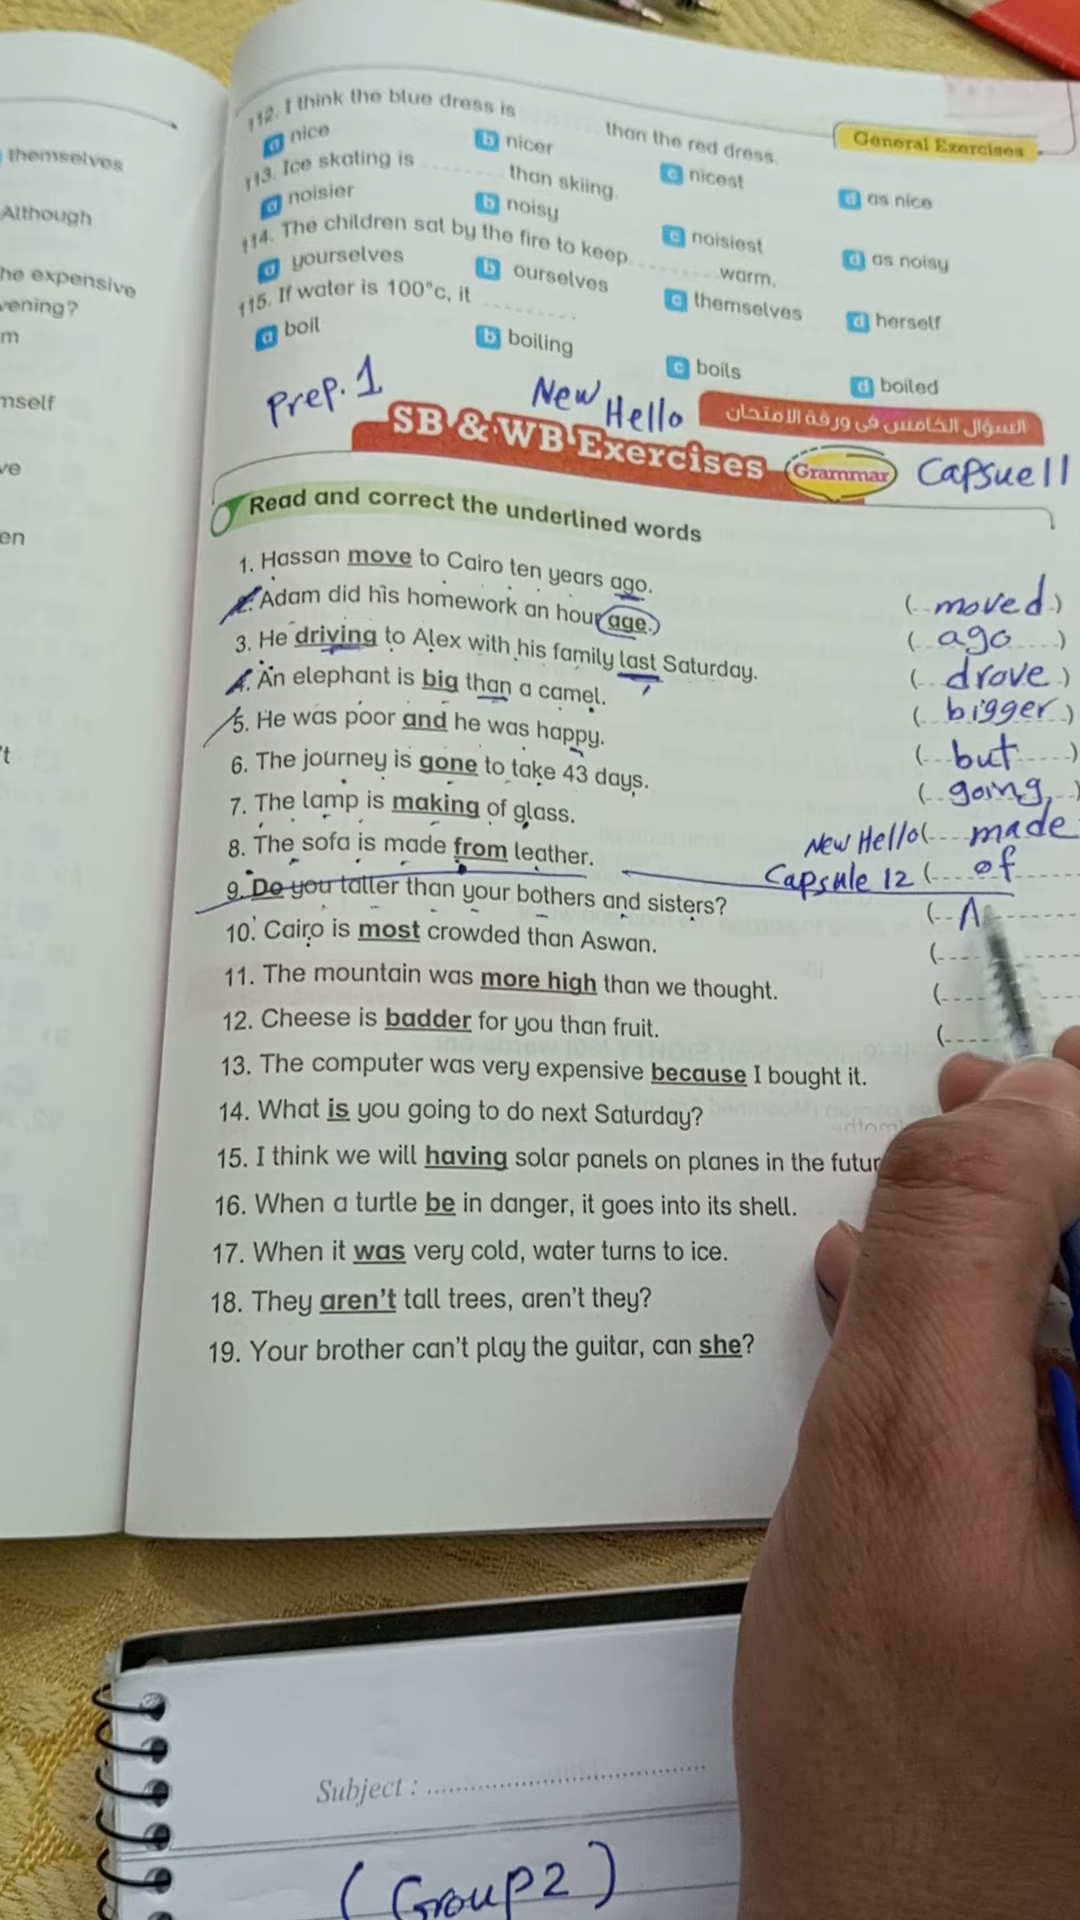 themselves
Although
he expensive
vening?
m
mself
ve
en
't
112. I think the blue dress is ........ than the red dress.
General Exercises
a nice b nicer c nicest d as nice
113. Ice skating is ........ than skiing.
a noisier b noisy c noisiest d as noisy
114. The children sat by the fire to keep ........ warm.
a yourselves b ourselves c themselves d herself
115. If water is 100°c, it ........
a boil b boiling c boils d boiled
Prep. 1 New Hello
السؤال الخامس فى ورقة الامتحان
SB & WB Exercises Grammar Capsuell
Read and correct the underlined words
1. Hassan move to Cairo ten years ago. (moved)
2. Adam did his homework an hour age. (ago)
3. He driving to Alex with his family last Saturday. (drove)
4. An elephant is big than a camel. (bigger)
5. He was poor and he was happy. (but)
6. The journey is gone to take 43 days. (going)
7. The lamp is making of glass. New Hello (made
8. The sofa is made from leather. Capsule 12 (of
9. Do you taller than your bothers and sisters? (A
10. Cairo is most crowded than Aswan. (
11. The mountain was more high than we thought. (
12. Cheese is badder for you than fruit. (
13. The computer was very expensive because I bought it.
14. What is you going to do next Saturday?
15. I think we will having solar panels on planes in the futur
16. When a turtle be in danger, it goes into its shell.
17. When it was very cold, water turns to ice.
18. They aren't tall trees, aren't they?
19. Your brother can't play the guitar, can she?
Subject : ........
(Group 2)